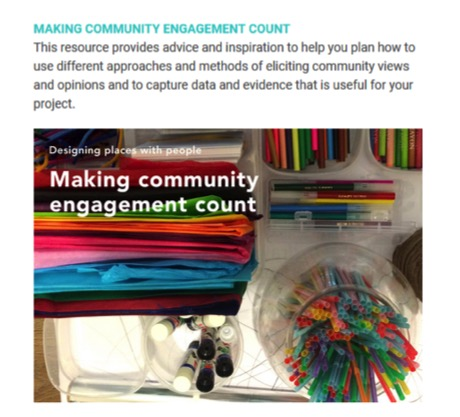 MAKING COMMUNITY ENGAGEMENT COUNT
This resource provides advice and inspiration to help you plan how to
use different approaches and methods of eliciting community views
and opinions and to capture data and evidence that is useful for your
project.
Designing places with people
Making community
engagement count